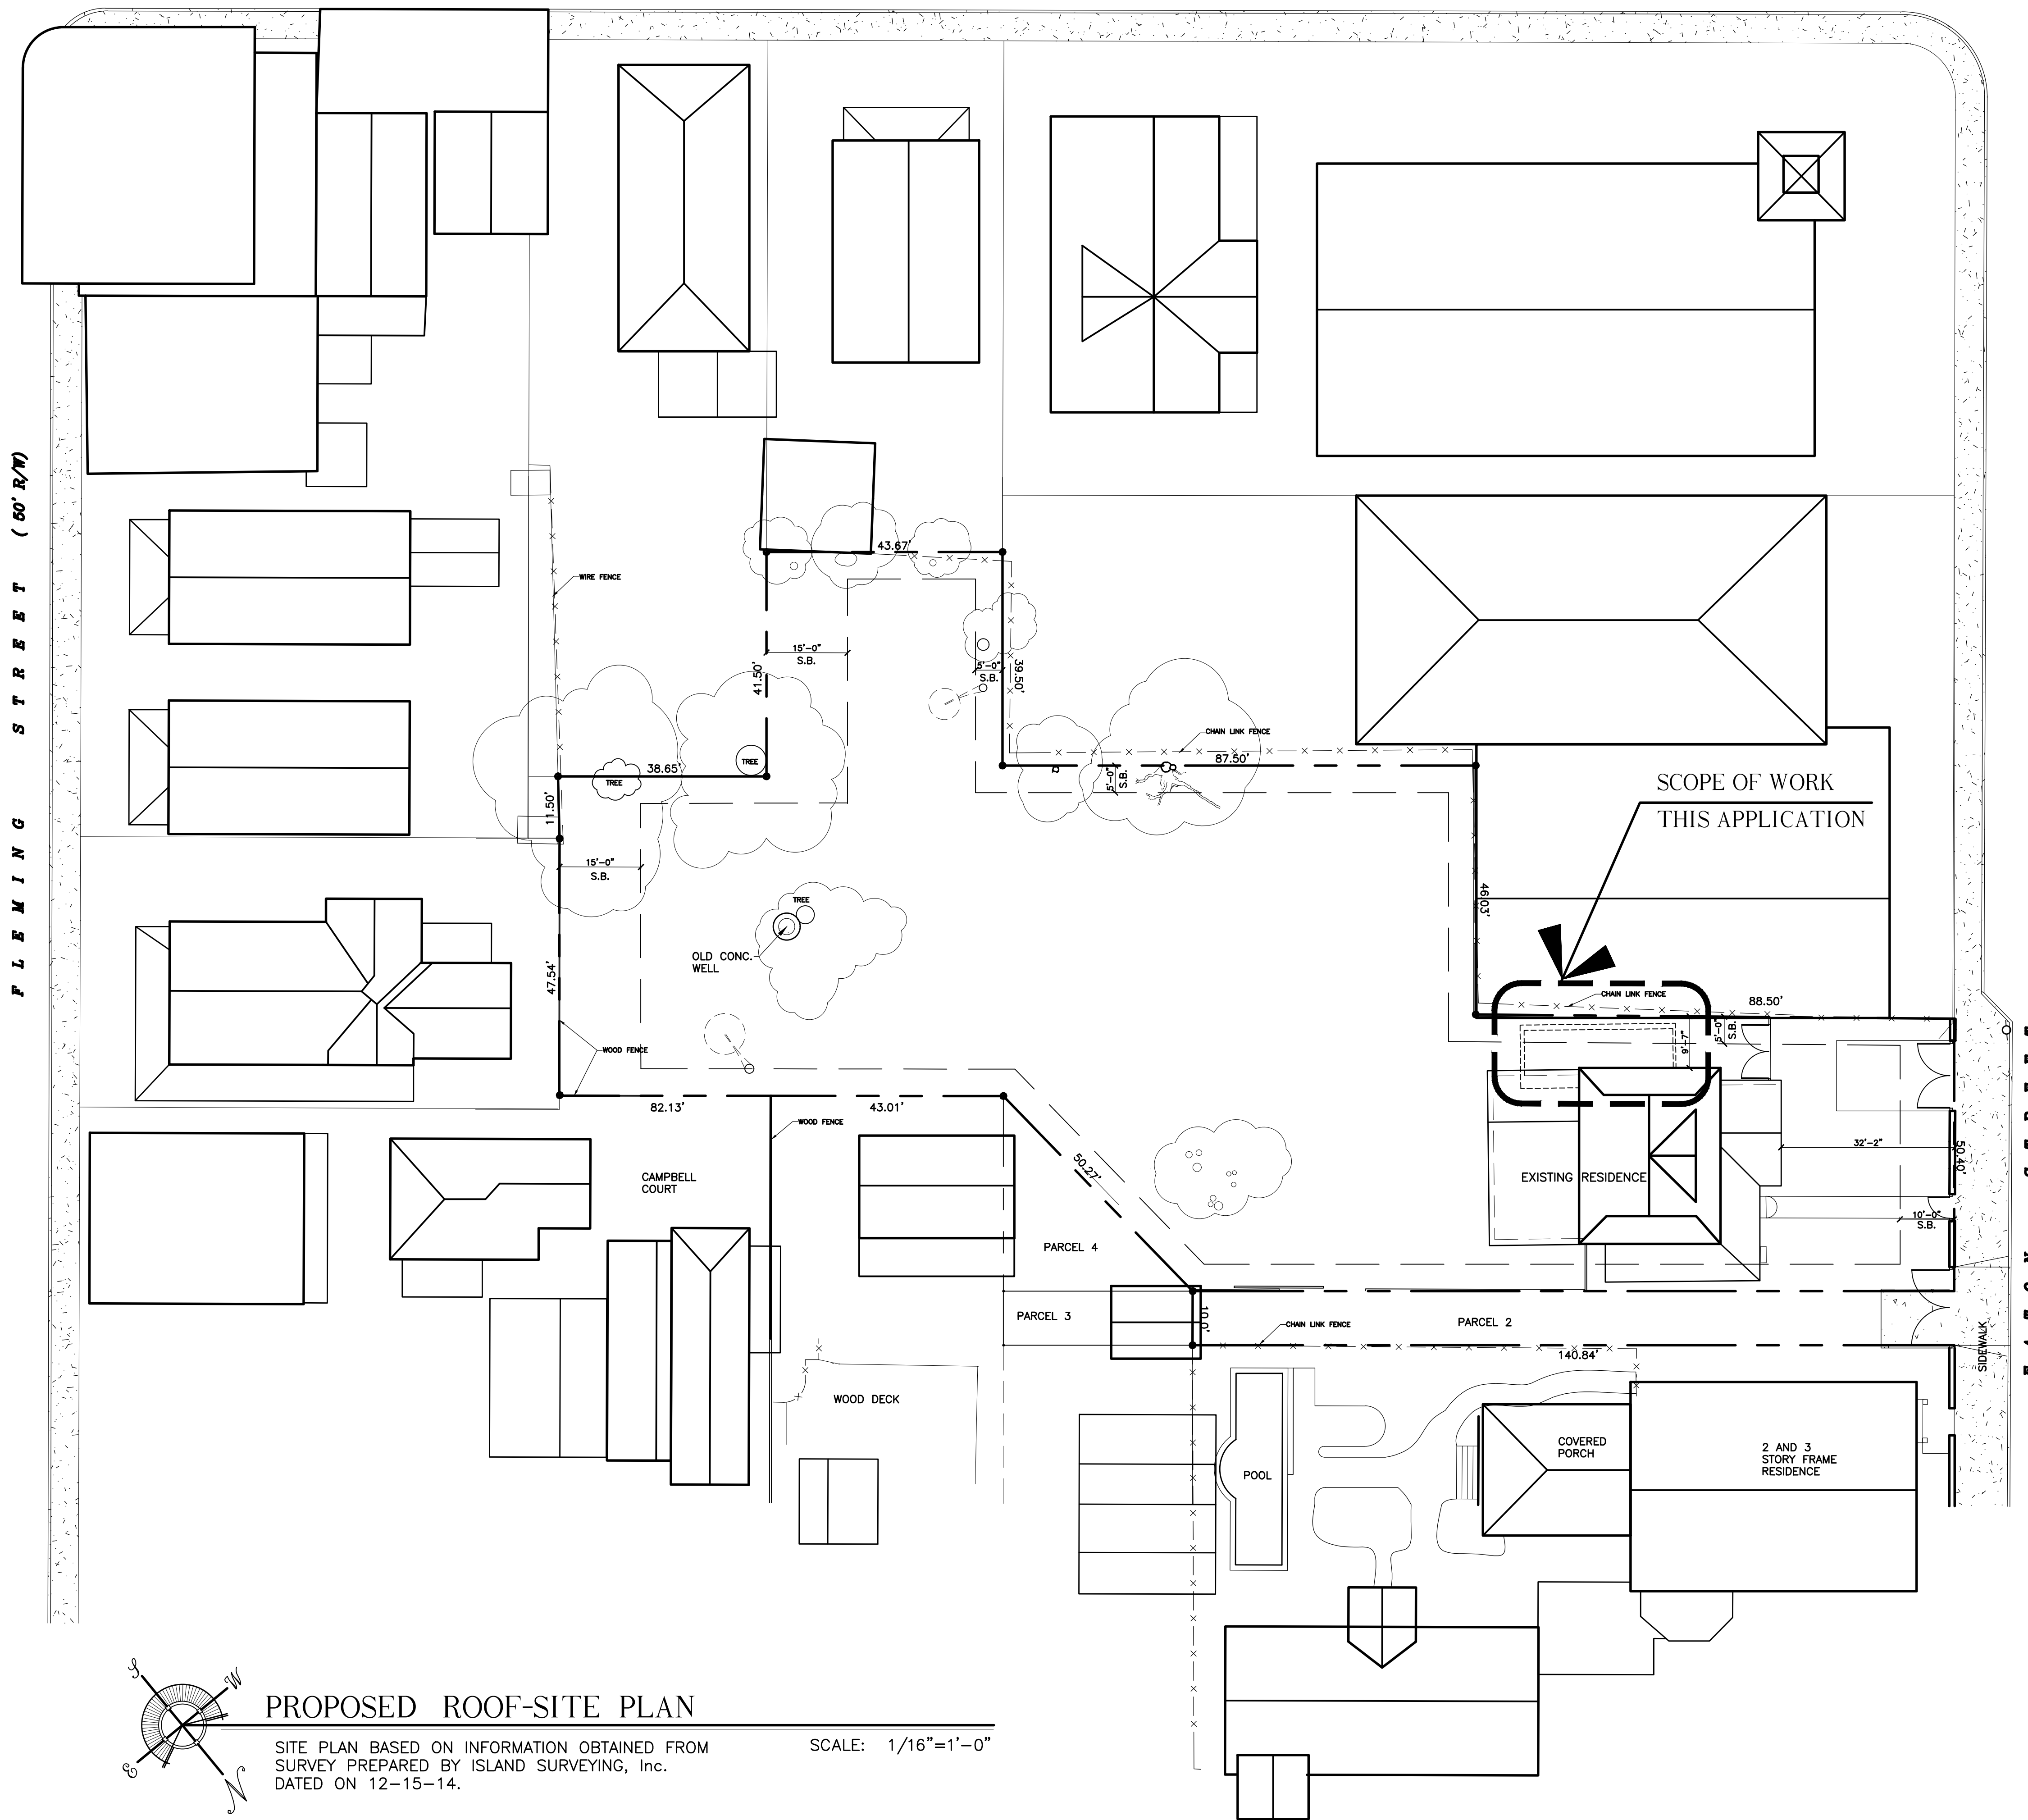 FLEMING STREET (50' R/W)
43.67'
WIRE FENCE
15'-0"
S.B.
41.50'
5'-0"
S.B.
39.50'
CHAIN LINK FENCE
87.50'
5'-0"
S.B.
TREE
38.65'
TREE
11.50'
15'-0"
S.B.
SCOPE OF WORK
THIS APPLICATION
46.03'
TREE
OLD CONC.
WELL
47.54'
CHAIN LINK FENCE
88.50'
9'-7"
5'-0"
S.B.
WOOD FENCE
82.13'
43.01'
WOOD FENCE
50.27'
32'-2"
50.40'
CAMPBELL
COURT
EXISTING RESIDENCE
10'-0"
S.B.
PARCEL 4
PARCEL 3
10.0'
CHAIN LINK FENCE
PARCEL 2
140.84'
SIDEWALK
WOOD DECK
POOL
COVERED
PORCH
2 AND 3
STORY FRAME
RESIDENCE
S
W
E
N
PROPOSED ROOF-SITE PLAN
SITE PLAN BASED ON INFORMATION OBTAINED FROM
SURVEY PREPARED BY ISLAND SURVEYING, Inc.
DATED ON 12-15-14.
SCALE: 1/16"=1'-0"